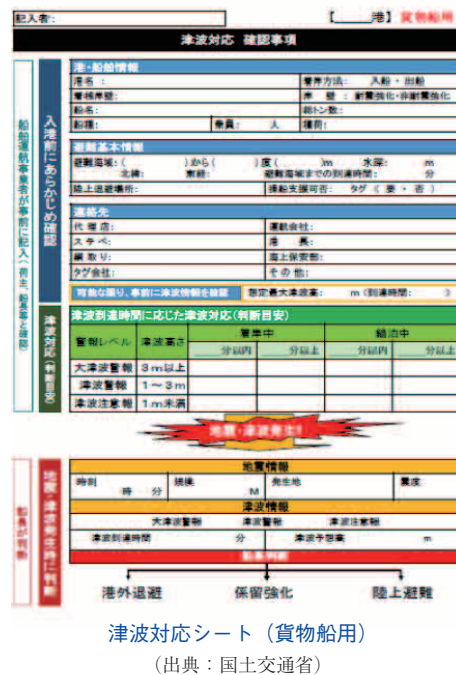 記入者:
【 港】 貨物船用
津波対応 確認事項
船舶運航事業者が事前に記入(荷主、船長等と確認)
入港前にあらかじめ確認
港・船舶情報
港名:
着岸方法: 入船・出船
着桟岸壁:
岸 壁:耐震強化・非耐震強化
船名:
総トン数:
船種:
乗員: 人
積荷:
避難基本情報
避難海域:( )から( )度( )m 水深: m
北緯: 東経:
避難海域までの到達時間: 分
陸上退避場所:
操船支援可否: タグ(要・否)
連絡先
代理店:
運航会社:
ステベ:
港 長:
綱取り:
海上保安部:
タグ会社:
その他:
可能な限り、事前に津波情報を確認
想定最大津波高: m(到達時間: )
津波対応(判断目安)
津波到達時間に応じた津波対応(判断目安)
警報レベル
津波高さ
着岸中
錨泊中
分以内
分以上
分以内
分以上
大津波警報
3m以上
津波警報
1~3m
津波注意報
1m未満
地震・津波発生!!
船長が判断
地震・津波発生時に判断
地震情報
時刻 時 分
規模 M
発生地
震度
津波情報
大津波警報 津波警報 津波注意報
津波到達時間 分
津波予想高 m
船長判断
港外退避
係留強化
陸上避難
津波対応シート(貨物船用)
(出典:国土交通省)